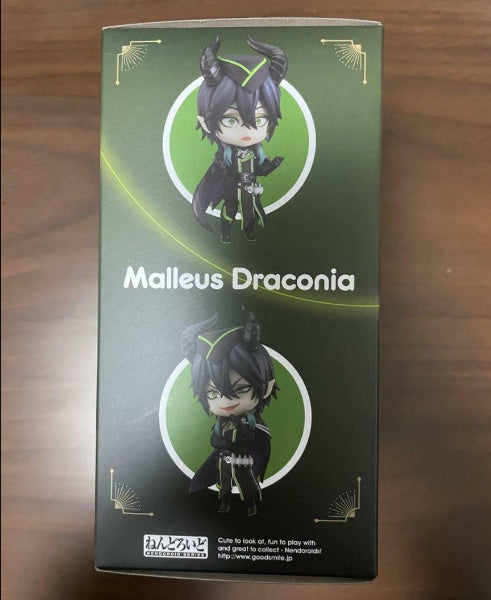 Malleus Draconia
ねんどろいど
NENDOROID SERIES
Cute to look at, fun to play with
and great to collect - Nendoroids!
http://www.goodsmile.jp